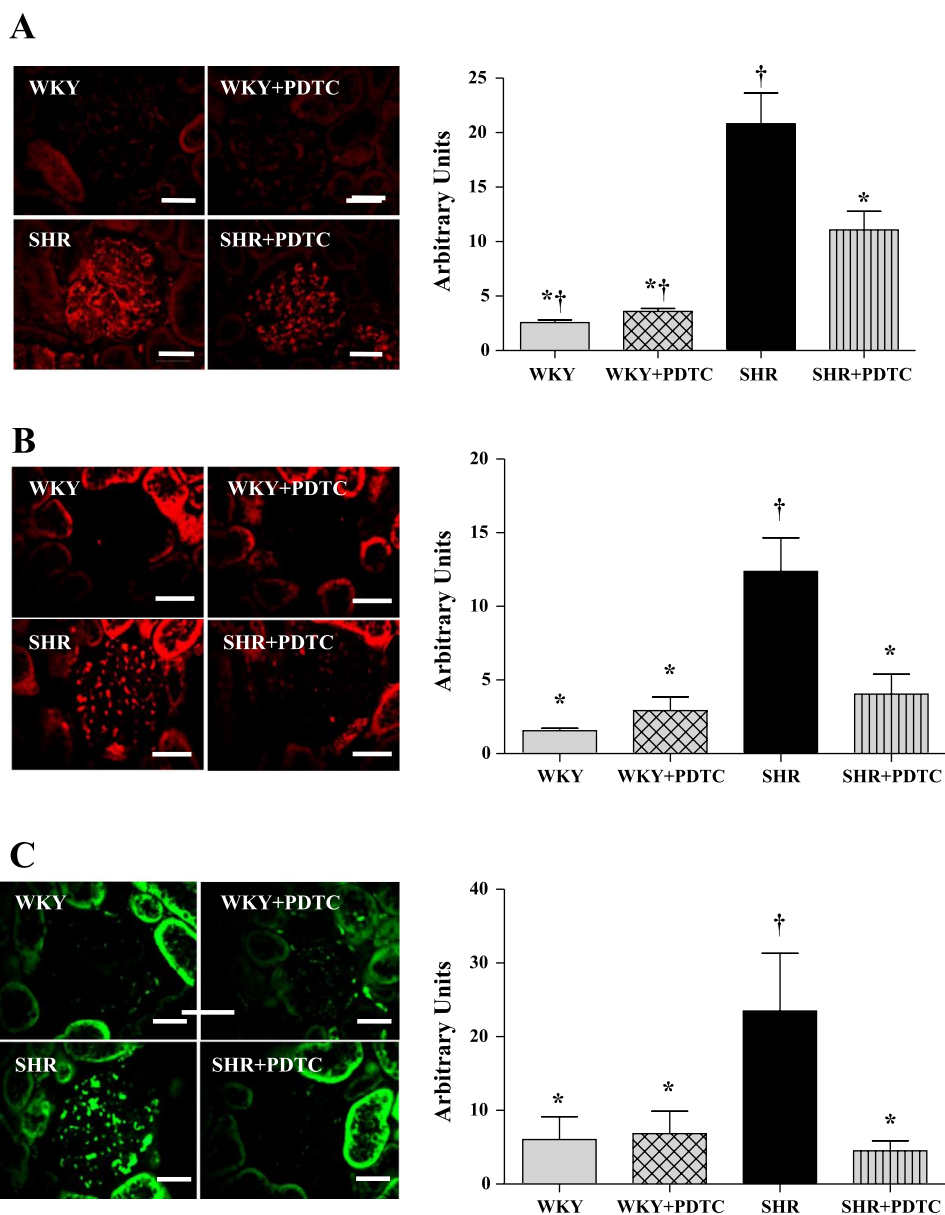 A
WKY
WKY+PDTC
SHR
SHR+PDTC
Arbitrary Units
25
20
15
10
5
0
*†
*†
†
*
WKY
WKY+PDTC
SHR
SHR+PDTC
B
WKY
WKY+PDTC
SHR
SHR+PDTC
Arbitrary Units
20
15
10
5
0
*
*
†
*
WKY
WKY+PDTC
SHR
SHR+PDTC
C
WKY
WKY+PDTC
SHR
SHR+PDTC
Arbitrary Units
40
30
20
10
0
*
*
†
*
WKY
WKY+PDTC
SHR
SHR+PDTC